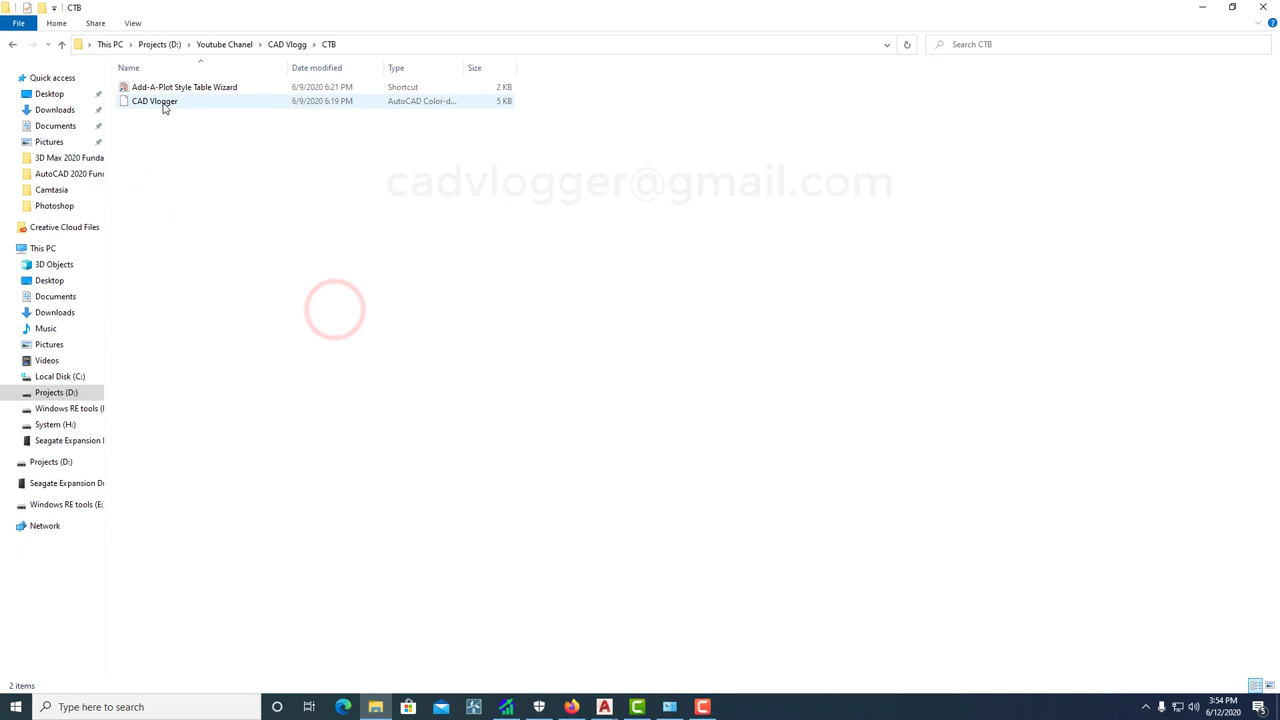 CTB
File Home Share View
This PC Projects (D:) Youtube Chanel CAD Vlogg CTB
Search CTB
Name Date modified Type Size
Add-A-Plot Style Table Wizard 6/9/2020 6:21 PM Shortcut 2 KB
CAD Vlogger 6/9/2020 6:19 PM AutoCAD Color-d... 5 KB
cadvlogger@gmail.com
Quick access
Desktop
Downloads
Documents
Pictures
3D Max 2020 Funda
AutoCAD 2020 Fund
Camtasia
Photoshop
Creative Cloud Files
This PC
3D Objects
Desktop
Documents
Downloads
Music
Pictures
Videos
Local Disk (C:)
Projects (D:)
Windows RE tools (
System (H:)
Seagate Expansion
Projects (D:)
Seagate Expansion Dr
Windows RE tools (E:
Network
2 items
Type here to search
3:54 PM
6/12/2020
5